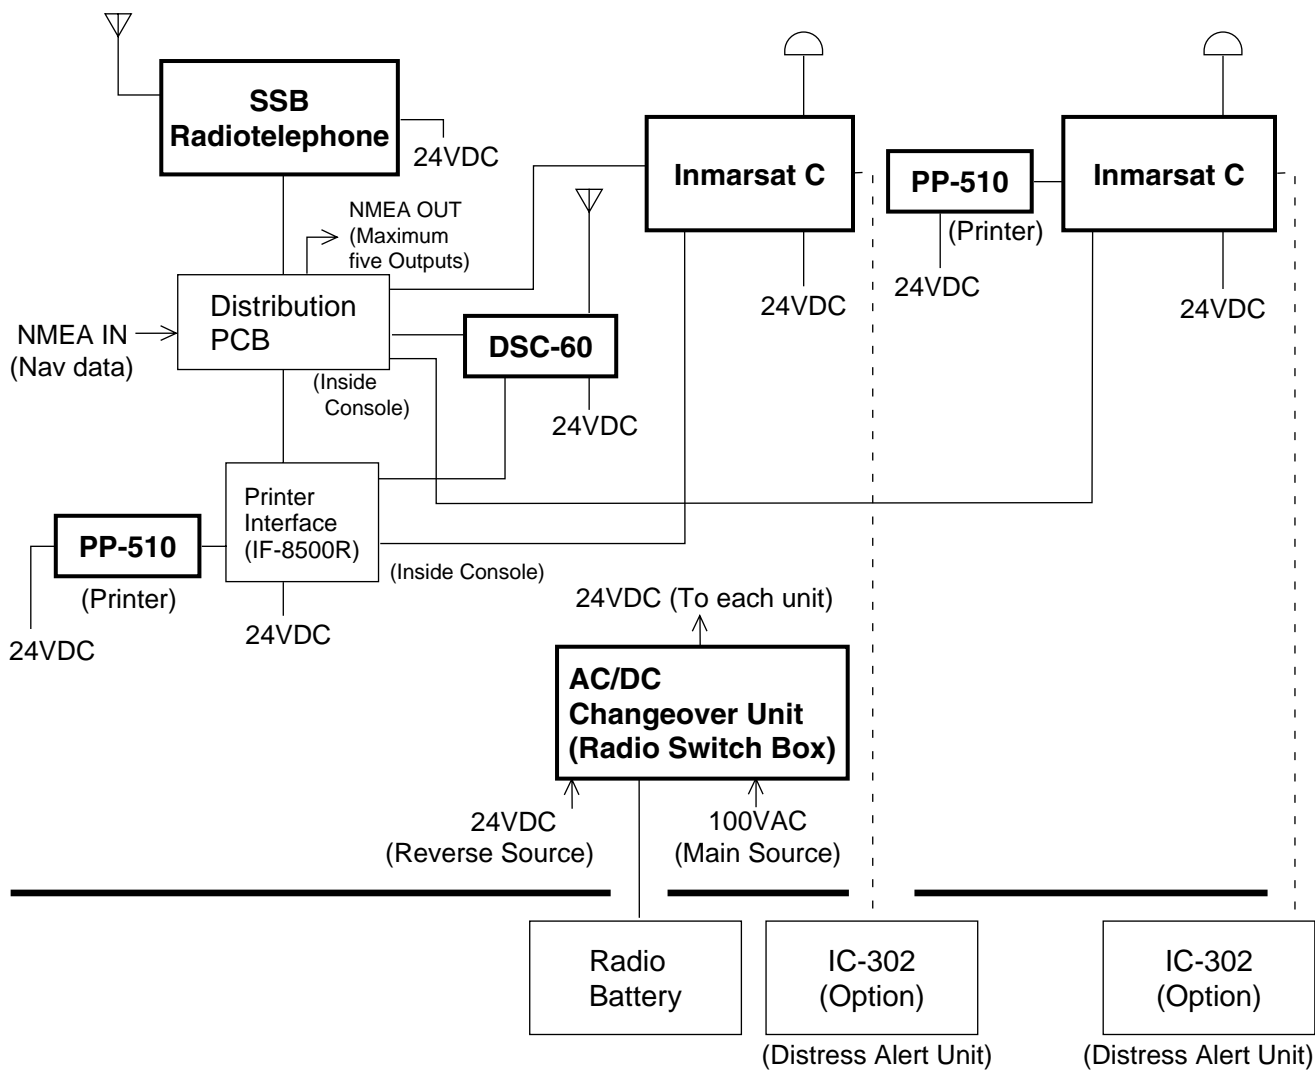 SSB
Radiotelephone
24VDC
Inmarsat C
24VDC
PP-510
(Printer)
24VDC
Inmarsat C
24VDC
NMEA OUT
(Maximum
five Outputs)
NMEA IN
(Nav data)
Distribution
PCB
(Inside
Console)
DSC-60
24VDC
Printer
Interface
(IF-8500R)
(Inside Console)
PP-510
(Printer)
24VDC
24VDC
24VDC (To each unit)
AC/DC
Changeover Unit
(Radio Switch Box)
24VDC
(Reverse Source)
100VAC
(Main Source)
Radio
Battery
IC-302
(Option)
(Distress Alert Unit)
IC-302
(Option)
(Distress Alert Unit)